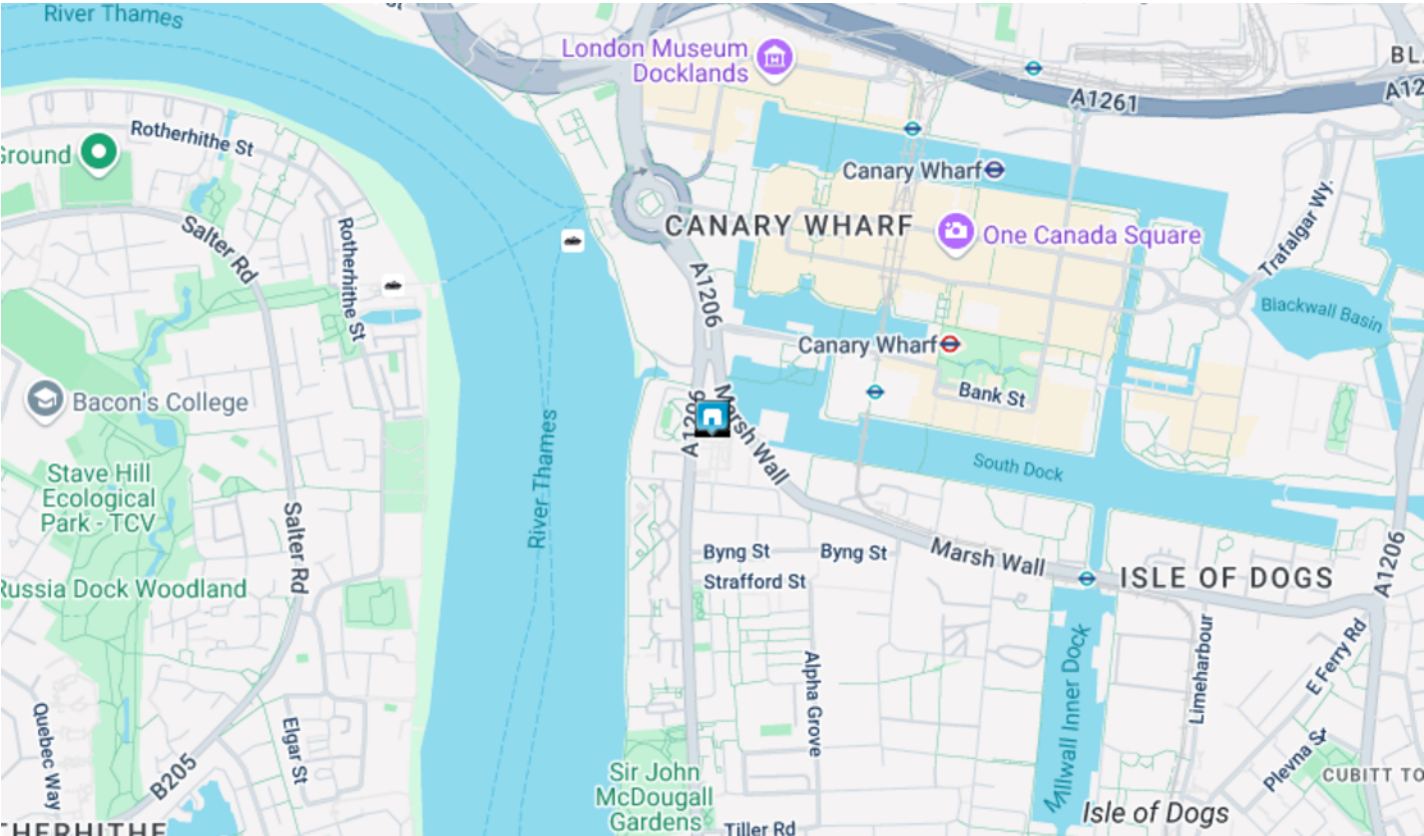 River Thames
London Museum
Docklands
A1261
Rotherhithe St
Ground
Canary Wharf
CANARY WHARF
One Canada Square
Trafalgar Wy.
Salter Rd
Rotherhithe St
A1206
Blackwall Basin
Canary Wharf
Bank St
Bacon's College
A1206
Marsh Wall
River Thames
South Dock
Stave Hill
Ecological
Park - TCV
Salter Rd
Byng St
Byng St
Marsh Wall
ISLE OF DOGS
A1206
Russia Dock Woodland
Strafford St
Alpha Grove
Millwall Inner Dock
Limeharbour
E Ferry Rd
Quebec Way
Elgar St
B205
Plevna St
CUBITT TO
Sir John
McDougall
Gardens
Isle of Dogs
Tiller Rd